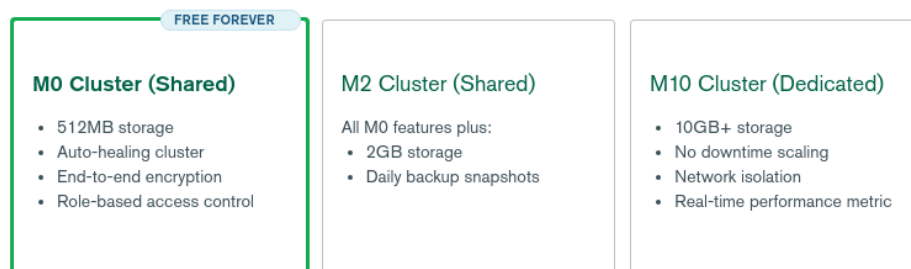 FREE FOREVER
M0 Cluster (Shared)
512MB storage
Auto-healing cluster
End-to-end encryption
Role-based access control
M2 Cluster (Shared)
All M0 features plus:
2GB storage
Daily backup snapshots
M10 Cluster (Dedicated)
10GB+ storage
No downtime scaling
Network isolation
Real-time performance metric